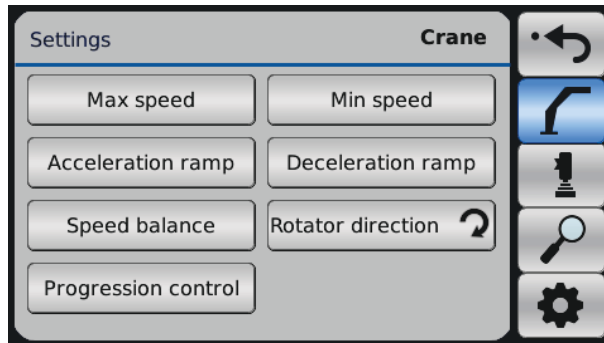 Settings Crane
Max speed Min speed
Acceleration ramp Deceleration ramp
Speed balance Rotator direction
Progression control